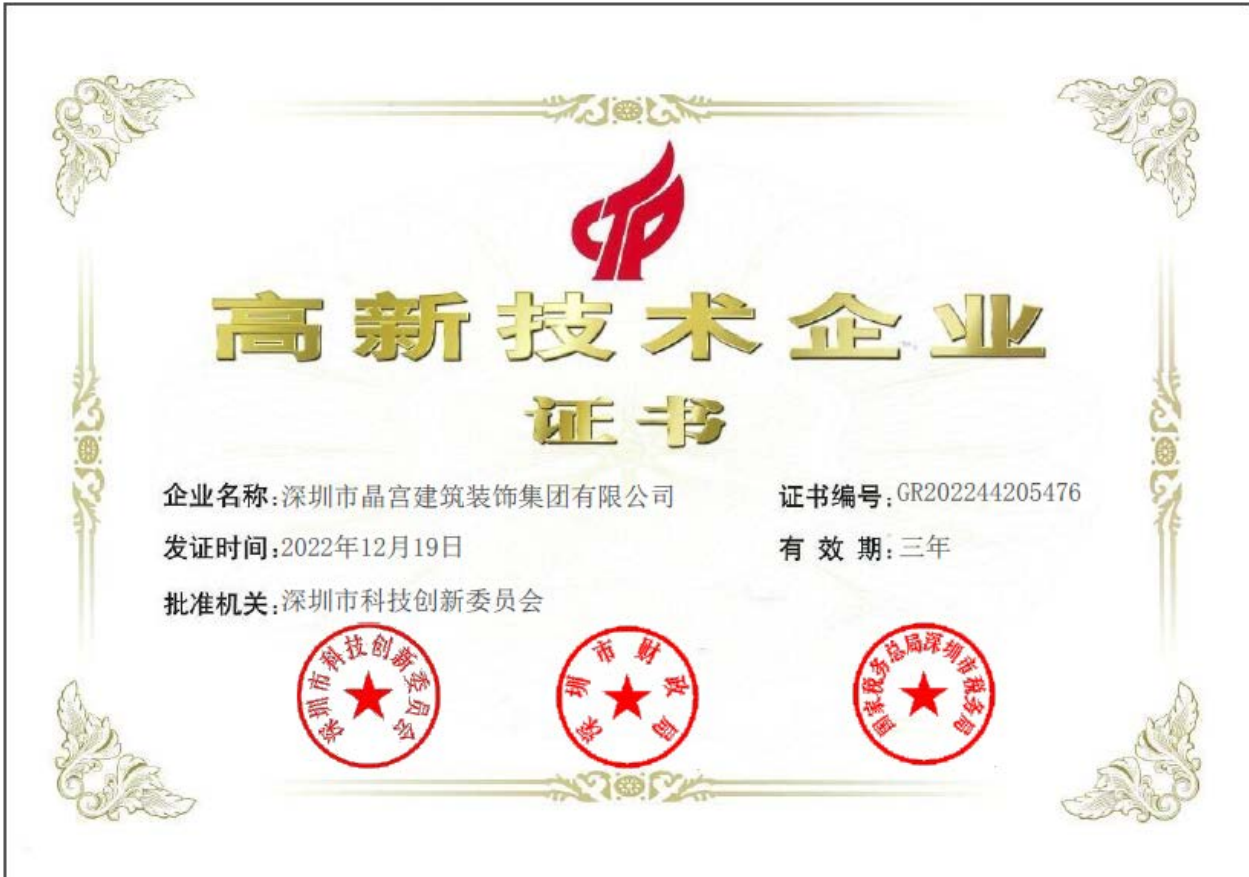 高新技术企业
证书
企业名称:深圳市晶宫建筑装饰集团有限公司
证书编号:GR202244205476
发证时间:2022年12月19日
有效期:三年
批准机关:深圳市科技创新委员会
深圳市科技创新委员会
深圳市财政局
国家税务总局深圳市税务局